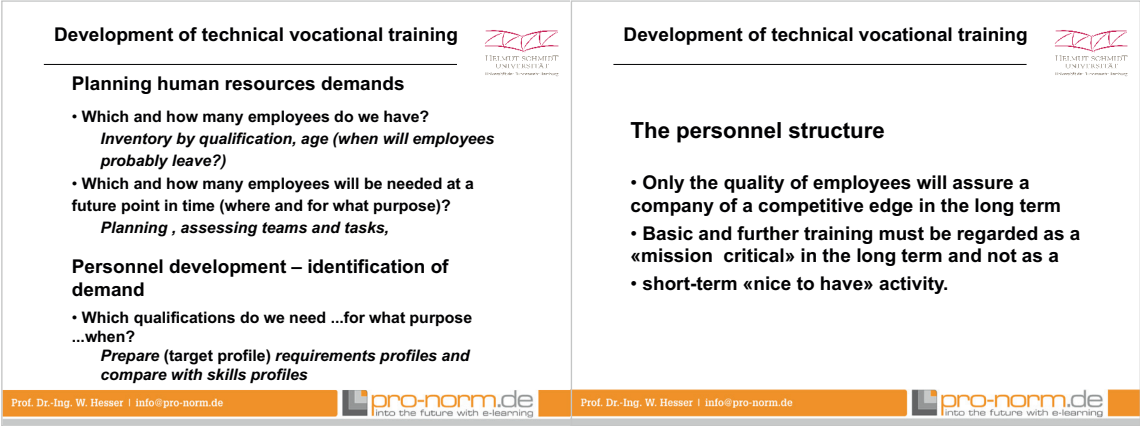 Development of technical vocational training
HELMUT SCHMIDT
UNIVERSITÄT
Planning human resources demands
• Which and how many employees do we have?
Inventory by qualification, age (when will employees
probably leave?)
• Which and how many employees will be needed at a
future point in time (where and for what purpose)?
Planning , assessing teams and tasks,
Personnel development – identification of
demand
• Which qualifications do we need ...for what purpose
...when?
Prepare (target profile) requirements profiles and
compare with skills profiles
Prof. Dr.-Ing. W. Hesser | info@pro-norm.de
pro-norm.de
into the future with e-learning
Development of technical vocational training
HELMUT SCHMIDT
UNIVERSITÄT
The personnel structure
• Only the quality of employees will assure a
company of a competitive edge in the long term
• Basic and further training must be regarded as a
«mission critical» in the long term and not as a
• short-term «nice to have» activity.
Prof. Dr.-Ing. W. Hesser | info@pro-norm.de
pro-norm.de
into the future with e-learning